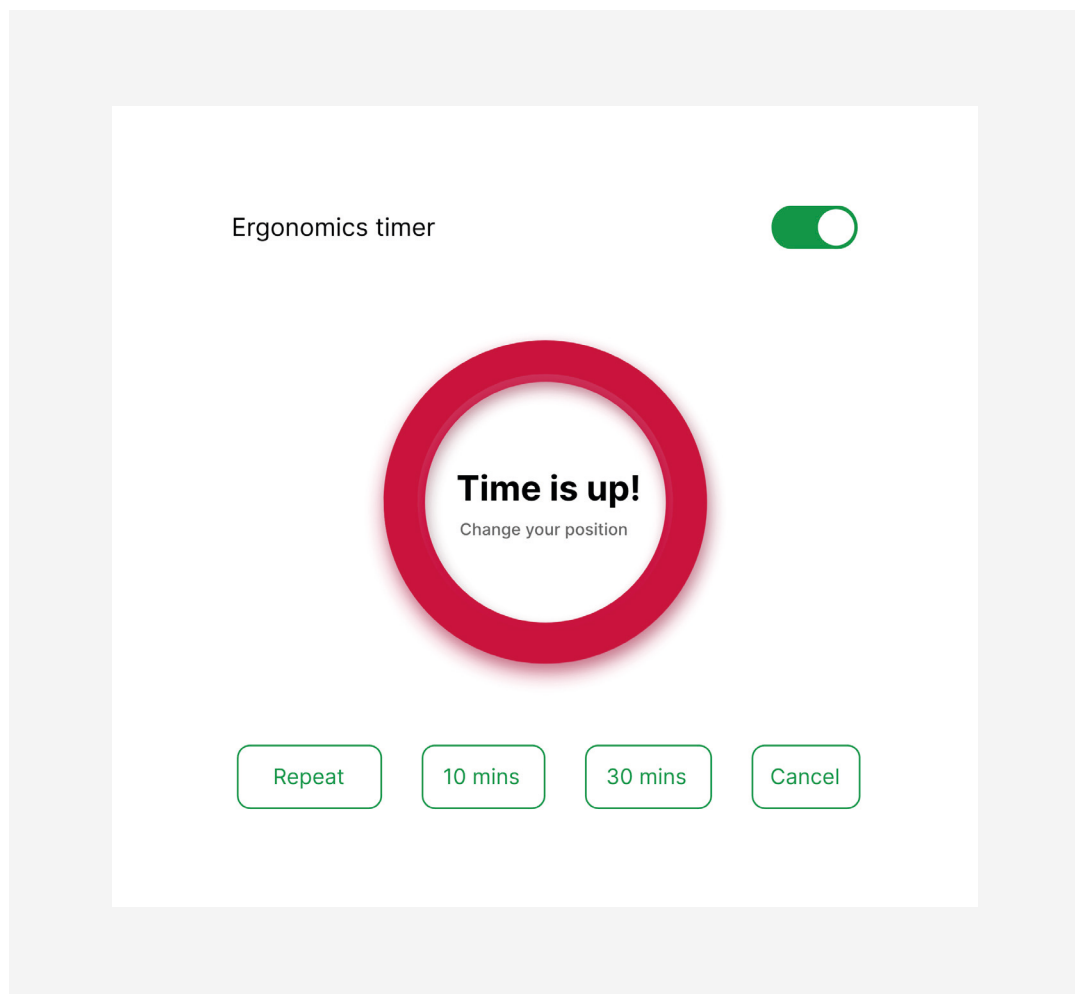 Ergonomics timer
Time is up!
Change your position
Repeat
10 mins
30 mins
Cancel